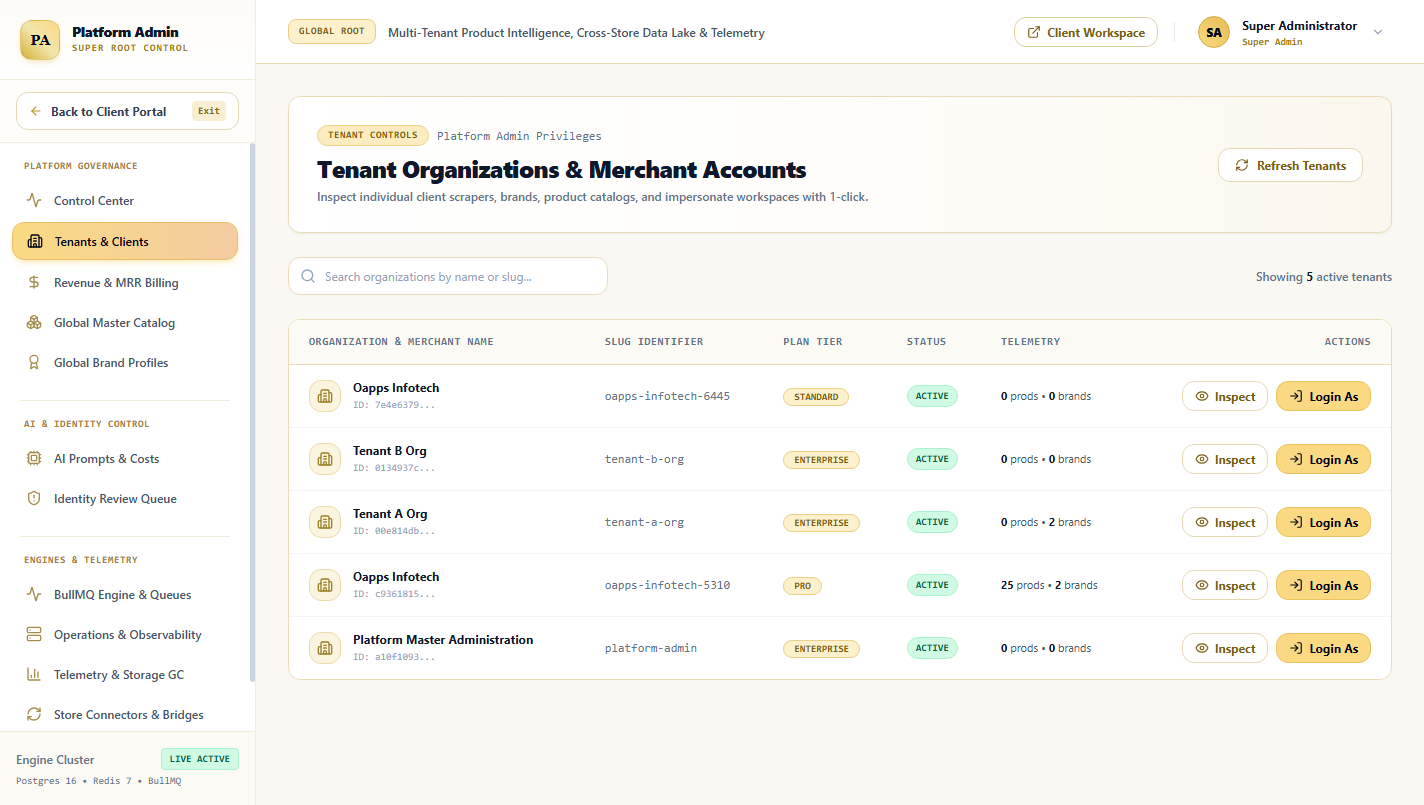 PA
Platform Admin
SUPER ROOT CONTROL
Back to Client Portal
Exit
PLATFORM GOVERNANCE
Control Center
Tenants & Clients
Revenue & MRR Billing
Global Master Catalog
Global Brand Profiles
AI & IDENTITY CONTROL
AI Prompts & Costs
Identity Review Queue
ENGINES & TELEMETRY
BullMQ Engine & Queues
Operations & Observability
Telemetry & Storage GC
Store Connectors & Bridges
Engine Cluster
LIVE ACTIVE
Postgres 16 • Redis 7 • BullMQ
GLOBAL ROOT
Multi-Tenant Product Intelligence, Cross-Store Data Lake & Telemetry
Client Workspace
SA
Super Administrator
Super Admin
TENANT CONTROLS
Platform Admin Privileges
Tenant Organizations & Merchant Accounts
Inspect individual client scrapers, brands, product catalogs, and impersonate workspaces with 1-click.
Refresh Tenants
Search organizations by name or slug...
Showing 5 active tenants
ORGANIZATION & MERCHANT NAME SLUG IDENTIFIER PLAN TIER STATUS TELEMETRY ACTIONS
Oapps Infotech
ID: 7e4e6379...
oapps-infotech-6445 STANDARD ACTIVE 0 prods • 0 brands Inspect Login As
Tenant B Org
ID: 0134937c...
tenant-b-org ENTERPRISE ACTIVE 0 prods • 0 brands Inspect Login As
Tenant A Org
ID: 00e814db...
tenant-a-org ENTERPRISE ACTIVE 0 prods • 2 brands Inspect Login As
Oapps Infotech
ID: c9361815...
oapps-infotech-5310 PRO ACTIVE 25 prods • 2 brands Inspect Login As
Platform Master Administration
ID: a10f1093...
platform-admin ENTERPRISE ACTIVE 0 prods • 0 brands Inspect Login As